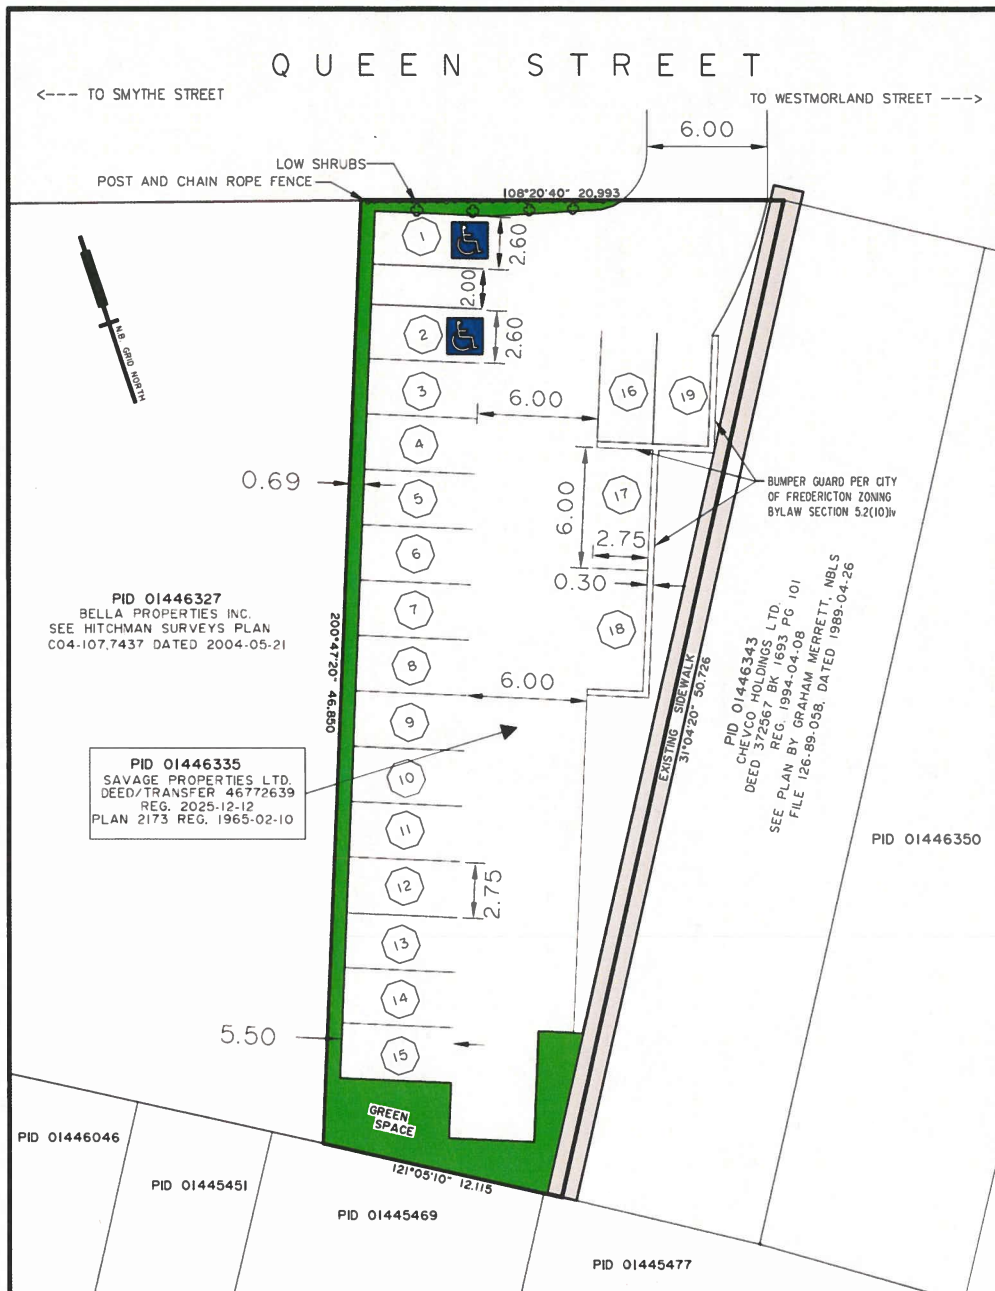 QUEEN STREET
<--- TO SMYTHE STREET
TO WESTMORLAND STREET --->
6.00
LOW SHRUBS
POST AND CHAIN ROPE FENCE
108°20'40" 20.993
1
2.60
2.00
2
2.60
N.B. GRID NORTH
3
6.00
16
19
4
0.69
5
6.00
17
BUMPER GUARD PER CITY
OF FREDERICTON ZONING
BYLAW SECTION 5.2(10)iv
2.75
6
0.30
7
18
PID 01446327
BELLA PROPERTIES INC.
SEE HITCHMAN SURVEYS PLAN
C04-107.7437 DATED 2004-05-21
200°47'20" 46.850
8
6.00
EXISTING SIDEWALK
31°04'20" 50.726
PID 01446343
CHEVCO HOLDINGS LTD.
DEED 372567 BK 1693 PG 101
REG. 1994-04-08
SEE PLAN BY GRAHAM MERRETT, NBLS
FILE 126-89-058, DATED 1989-04-26
9
PID 01446335
SAVAGE PROPERTIES LTD.
DEED/TRANSFER 46772639
REG. 2025-12-12
PLAN 2173 REG. 1965-02-10
10
11
PID 01446350
12
2.75
13
14
5.50
15
GREEN
SPACE
PID 01446046
121°05'10" 12.115
PID 01445451
PID 01445469
PID 01445477